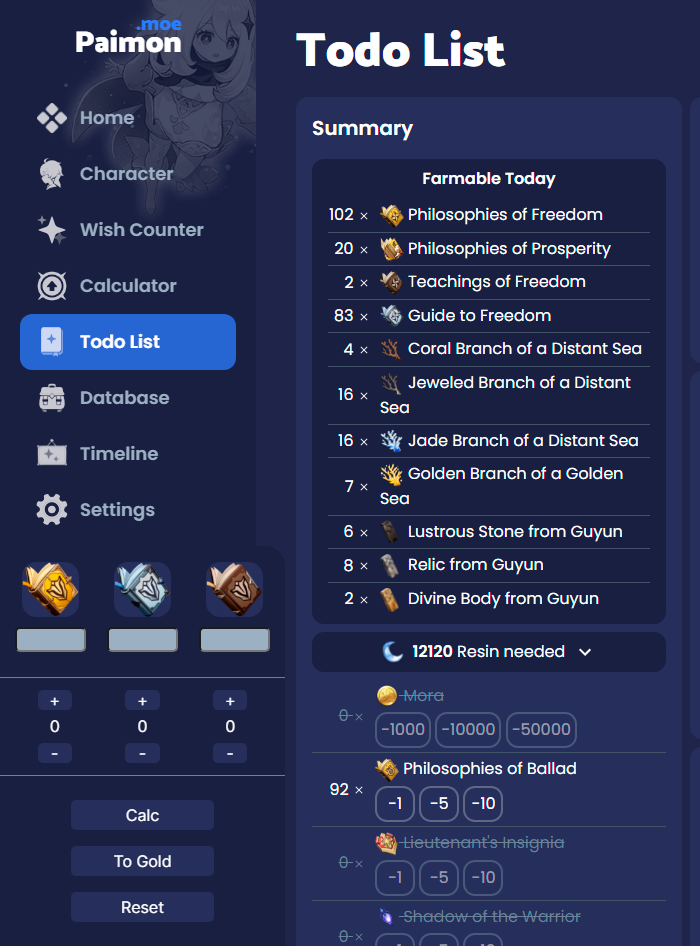 .moe
Paimon
Home
Character
Wish Counter
Calculator
Todo List
Database
Timeline
Settings
+ + +
0 0 0
- - -
Calc
To Gold
Reset
Todo List
Summary
Farmable Today
102 × Philosophies of Freedom
20 × Philosophies of Prosperity
2 × Teachings of Freedom
83 × Guide to Freedom
4 × Coral Branch of a Distant Sea
16 × Jeweled Branch of a Distant
Sea
16 × Jade Branch of a Distant Sea
7 × Golden Branch of a Golden
Sea
6 × Lustrous Stone from Guyun
8 × Relic from Guyun
2 × Divine Body from Guyun
12120 Resin needed
0 × Mora
-1000 -10000 -50000
92 × Philosophies of Ballad
-1 -5 -10
0 × Lieutenant's Insignia
-1 -5 -10
0 × Shadow of the Warrior
-1 -5 -10